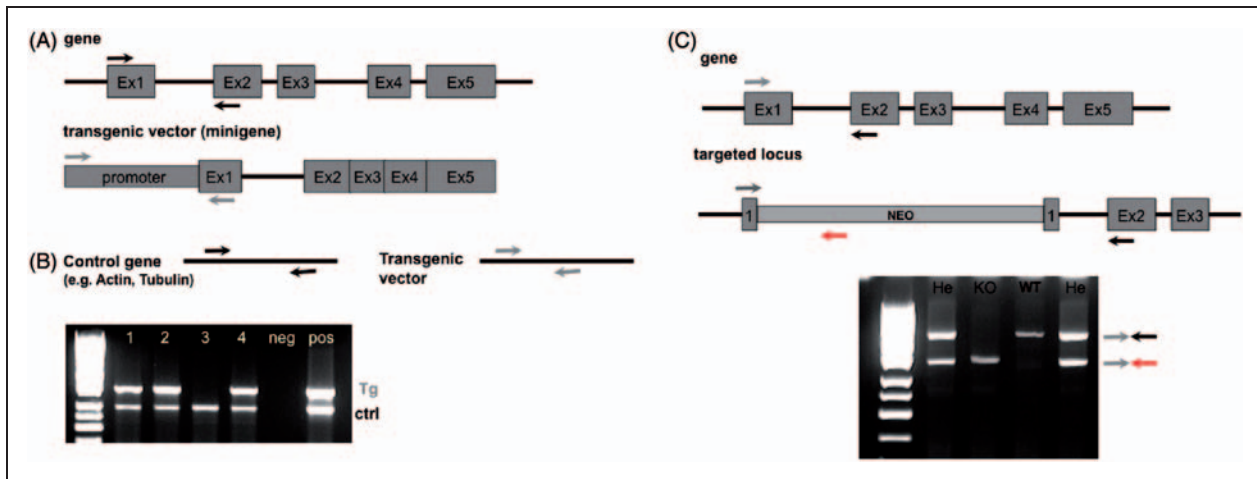 (A) gene
Ex1 Ex2 Ex3 Ex4 Ex5
transgenic vector (minigene)
promoter Ex1 Ex2 Ex3 Ex4 Ex5
(B) Control gene
(e.g. Actin, Tubulin)
Transgenic
vector
1 2 3 4 neg pos
Tg
ctrl
(C)
gene
Ex1 Ex2 Ex3 Ex4 Ex5
targeted locus
1 NEO 1 Ex2 Ex3
He KO WT He